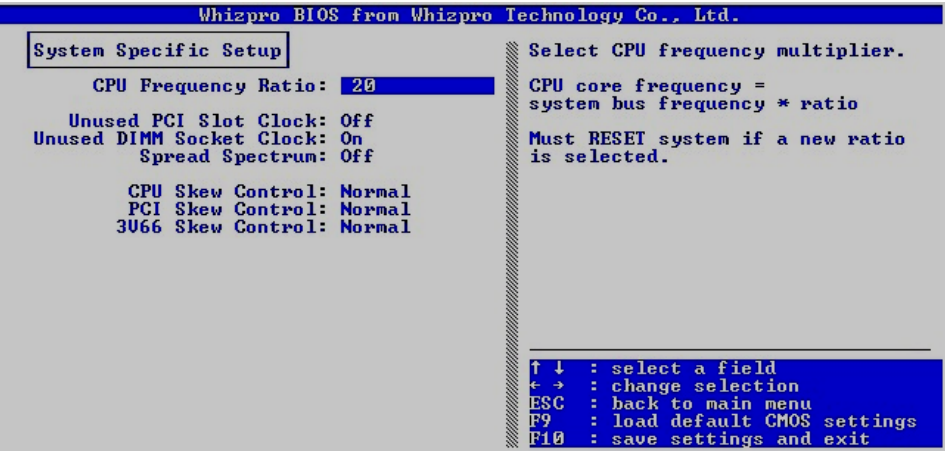 Whizpro BIOS from Whizpro Technology Co., Ltd.
System Specific Setup
CPU Frequency Ratio: 20
Unused PCI Slot Clock: Off
Unused DIMM Socket Clock: On
Spread Spectrum: Off
CPU Skew Control: Normal
PCI Skew Control: Normal
3V66 Skew Control: Normal
Select CPU frequency multiplier.
CPU core frequency =
system bus frequency * ratio
Must RESET system if a new ratio
is selected.
↑ ↓ : select a field
← → : change selection
ESC : back to main menu
F9 : load default CMOS settings
F10 : save settings and exit